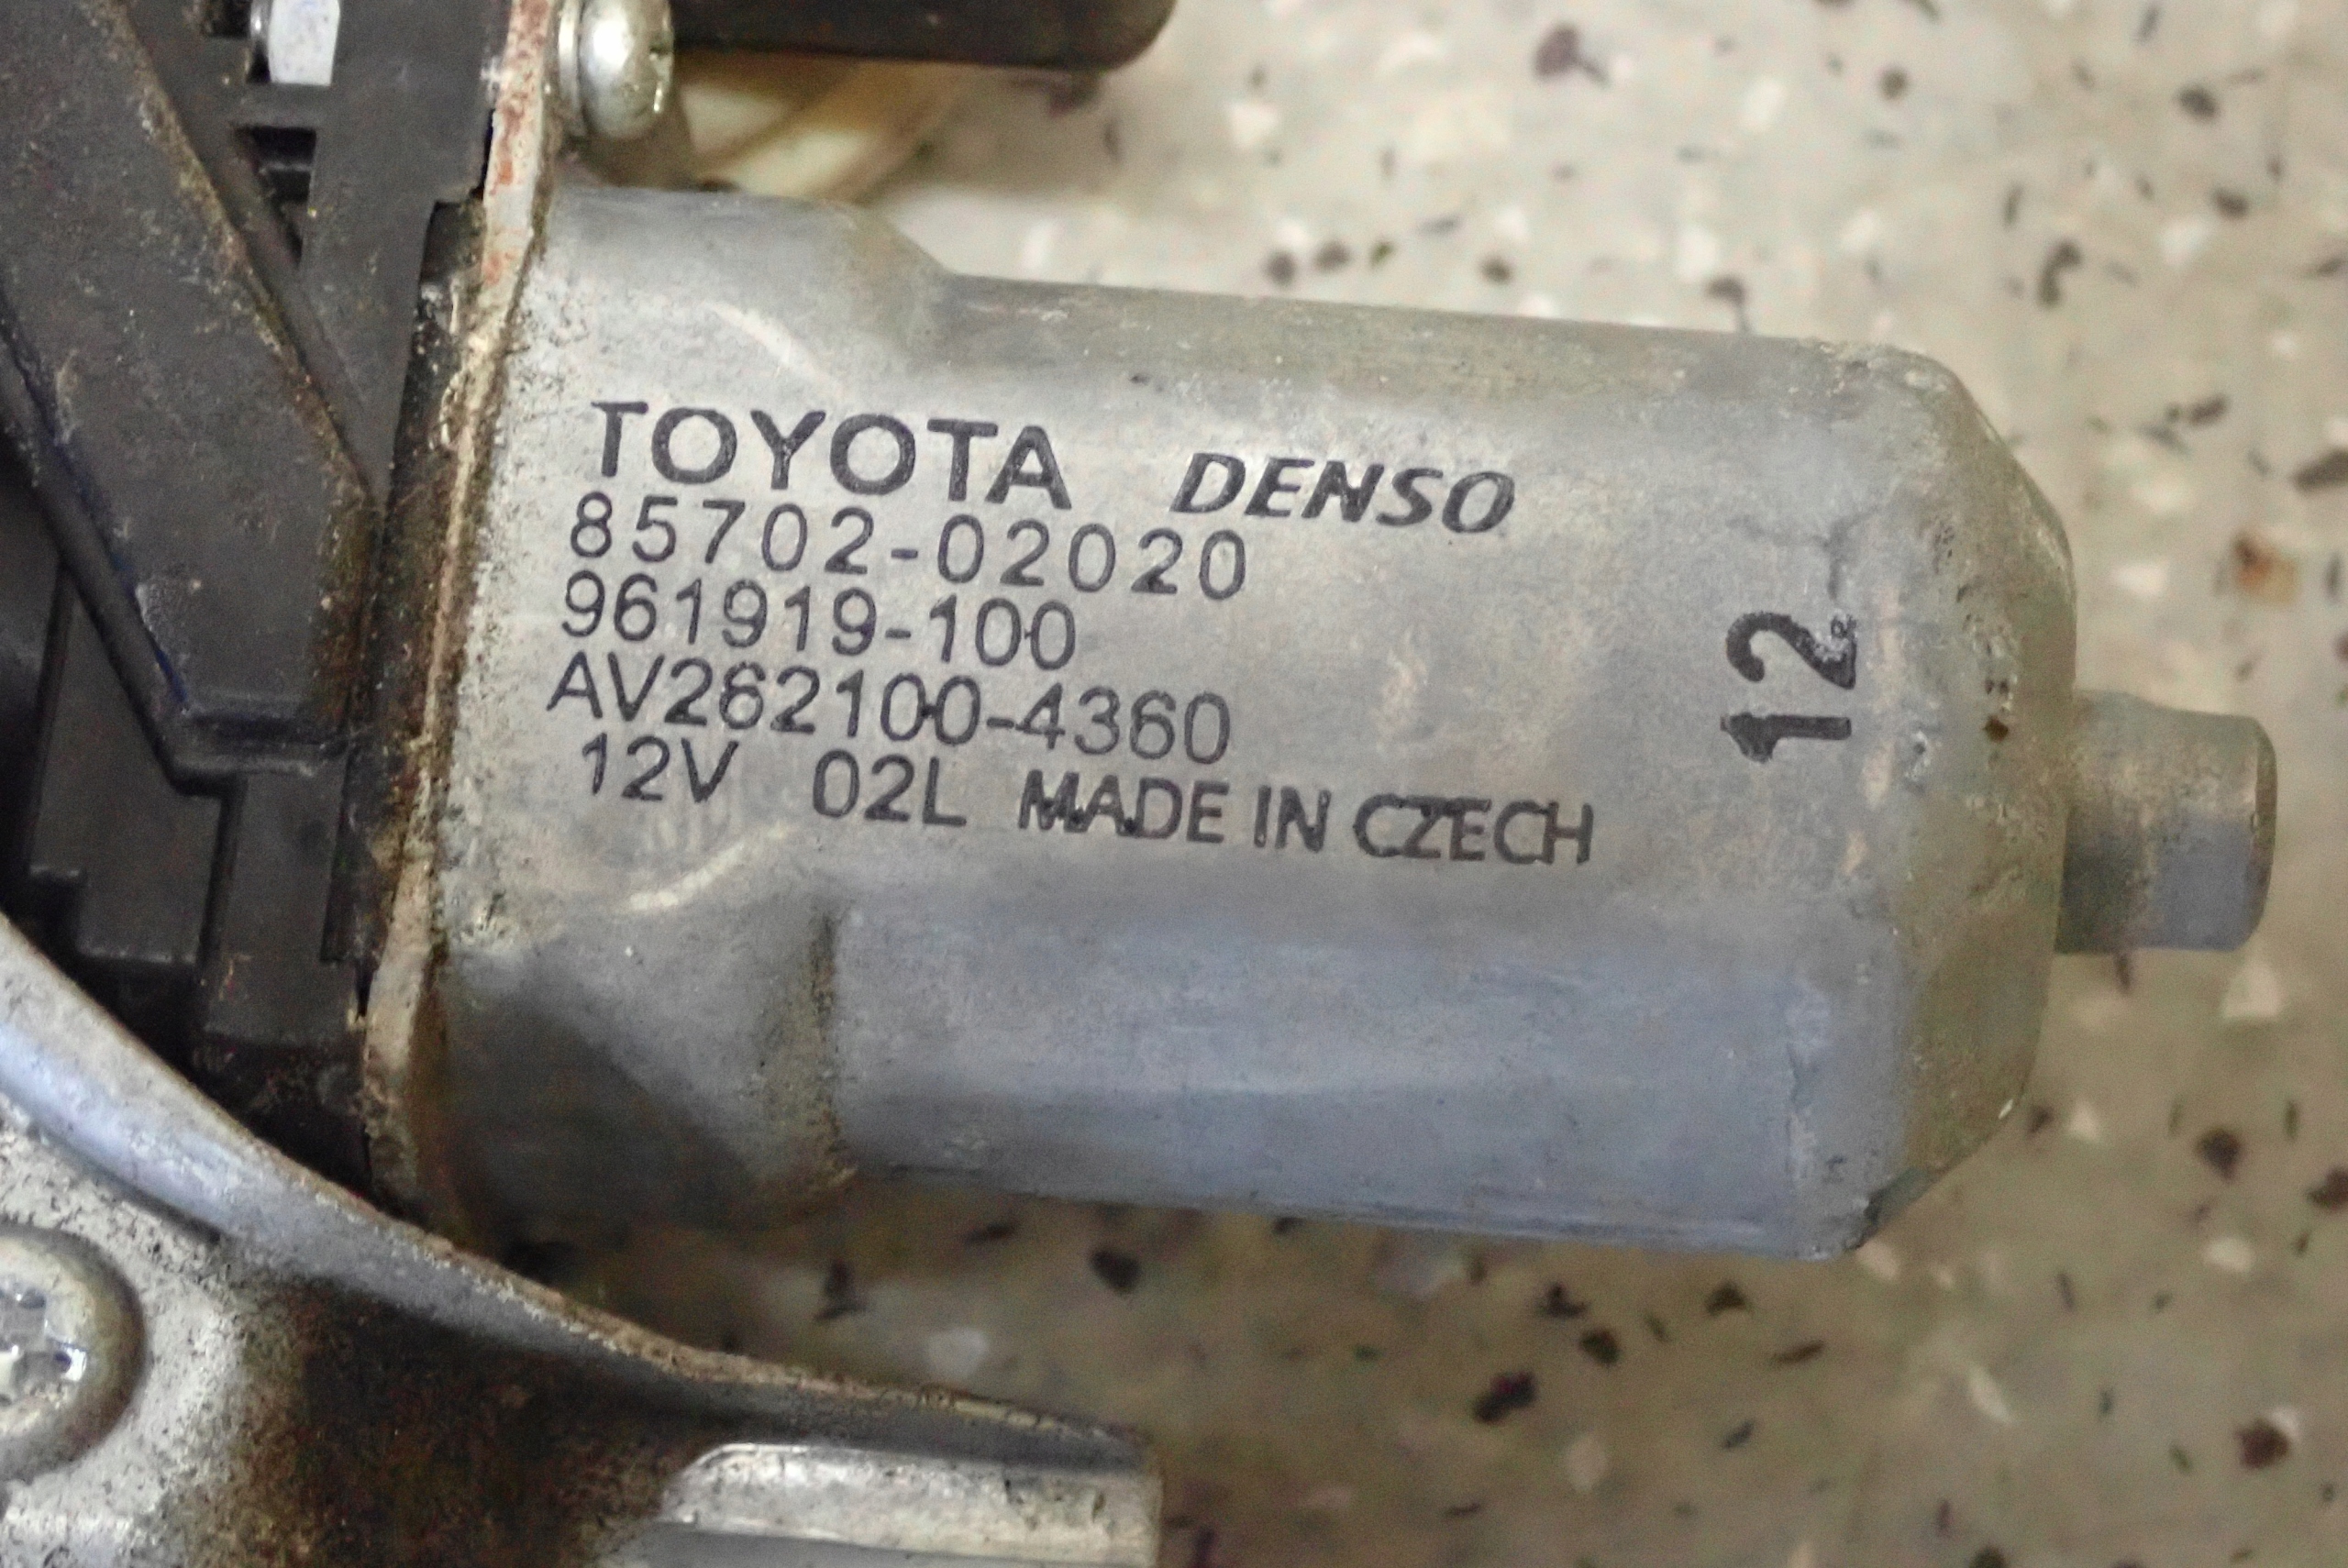 TOYOTA DENSO
85702-02020
961919-100
AV262100-4360
12V 02L MADE IN CZECH
12